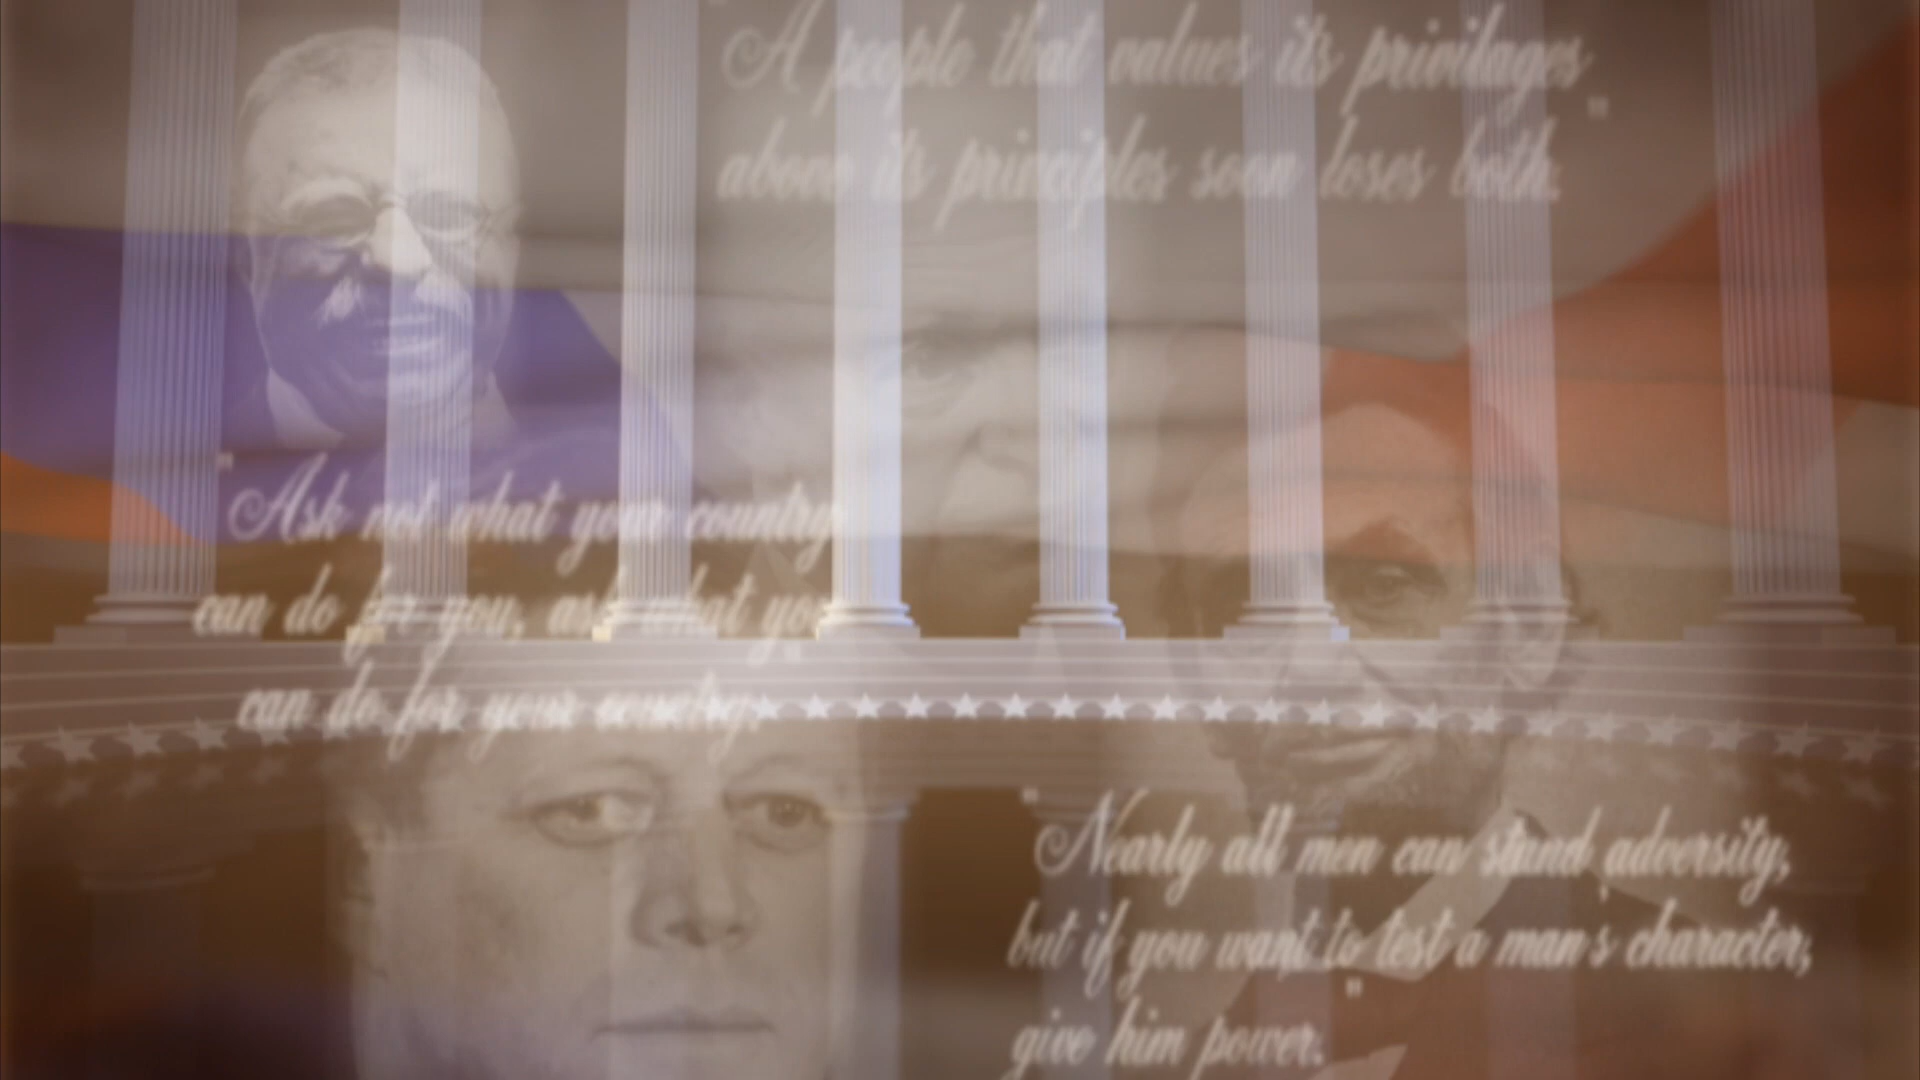 "A people that values its privilages
above its principles soon loses both."
"Ask not what your country
can do for you, ask what you
can do for your country.
"Nearly all men can stand adversity,
but if you want to test a man's character,
give him power."